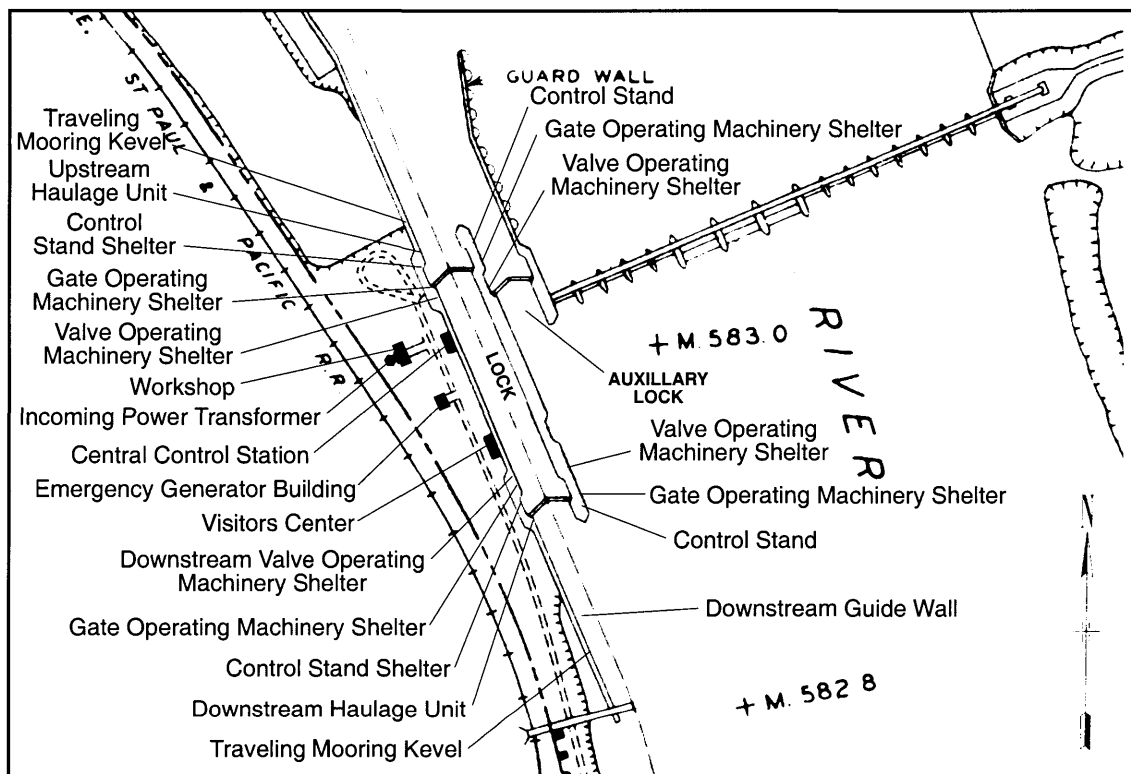 E.
ST PAUL
&
PACIFIC
R.R
Traveling
Mooring Kevel
Upstream
Haulage Unit
Control
Stand Shelter
Gate Operating
Machinery Shelter
Valve Operating
Machinery Shelter
Workshop
Incoming Power Transformer
Central Control Station
Emergency Generator Building
Visitors Center
Downstream Valve Operating
Machinery Shelter
Gate Operating Machinery Shelter
Control Stand Shelter
Downstream Haulage Unit
Traveling Mooring Kevel
GUARD WALL
Control Stand
Gate Operating Machinery Shelter
Valve Operating
Machinery Shelter
LOCK
AUXILLARY
LOCK
+ M. 583.0
RIVER
Valve Operating
Machinery Shelter
Gate Operating Machinery Shelter
Control Stand
Downstream Guide Wall
+ M. 582 8
N